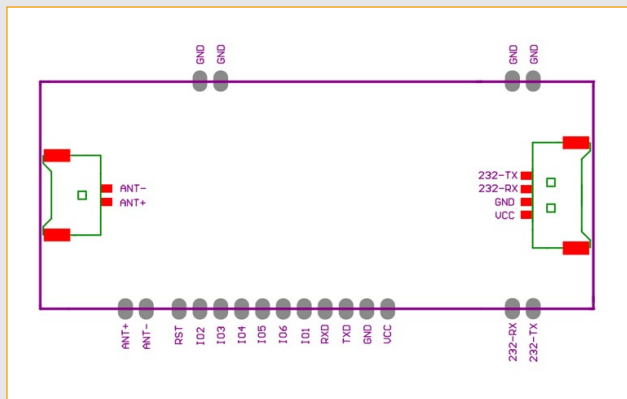 GND
GND
GND
GND
ANT-
ANT+
232-TX
232-RX
GND
VCC
ANT+
ANT-
RST
IO2
IO3
IO4
IO5
IO6
IO1
RXD
TXD
GND
VCC
232-RX
232-TX